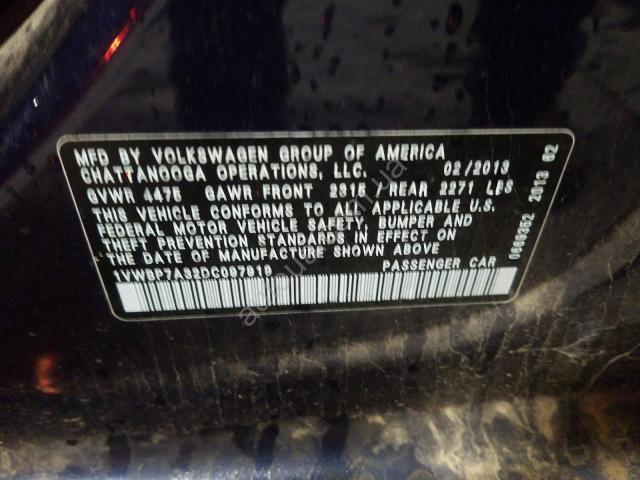 MFD BY VOLKSWAGEN GROUP OF AMERICA
CHATTANOOGA OPERATIONS, LLC. 02/2013
GVWR 4475 GAWR FRONT 2315 REAR 2271 LBS
THIS VEHICLE CONFORMS TO ALL APPLICABLE U.S.
FEDERAL MOTOR VEHICLE SAFETY, BUMPER AND
THEFT PREVENTION STANDARDS IN EFFECT ON
THE DATE OF MANUFACTURE SHOWN ABOVE
PASSENGER CAR
2013 62